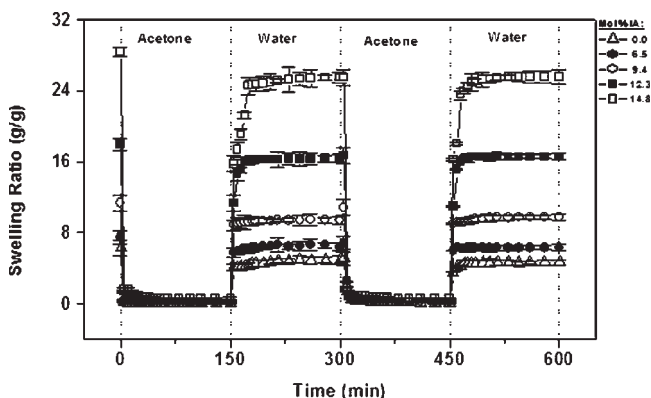 32
24
16
8
0
Swelling Ratio (g/g)
Acetone
Water
Acetone
Water
0
150
300
450
600
Time (min)
Mol%IA:
0.0
6.5
9.4
12.3
14.8